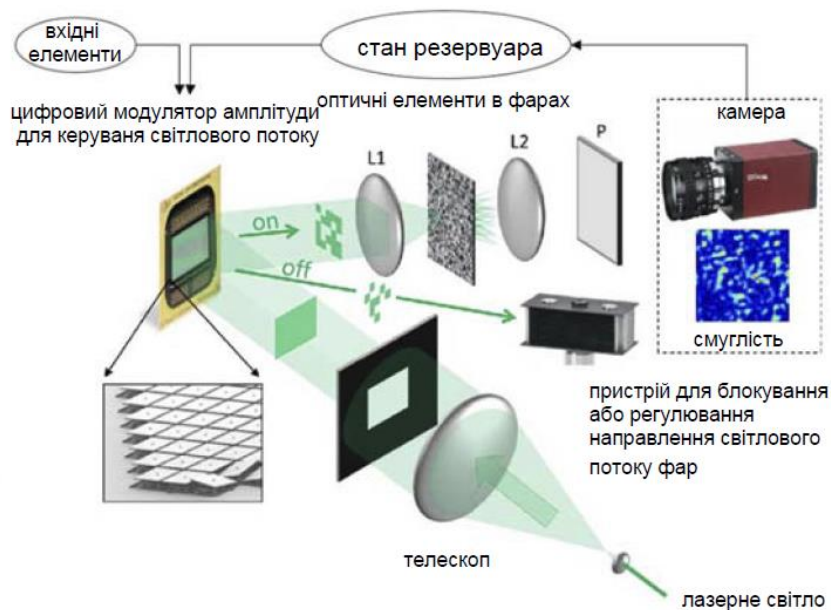 вхідні
елементи
стан резервуара
цифровий модулятор амплітуди
для керуваня світлового потоку
оптичні елементи в фарах
камера
L1
L2
P
on
off
смуглість
пристрій для блокування
або регулювання
направлення світлового
потоку фар
телескоп
лазерне світло